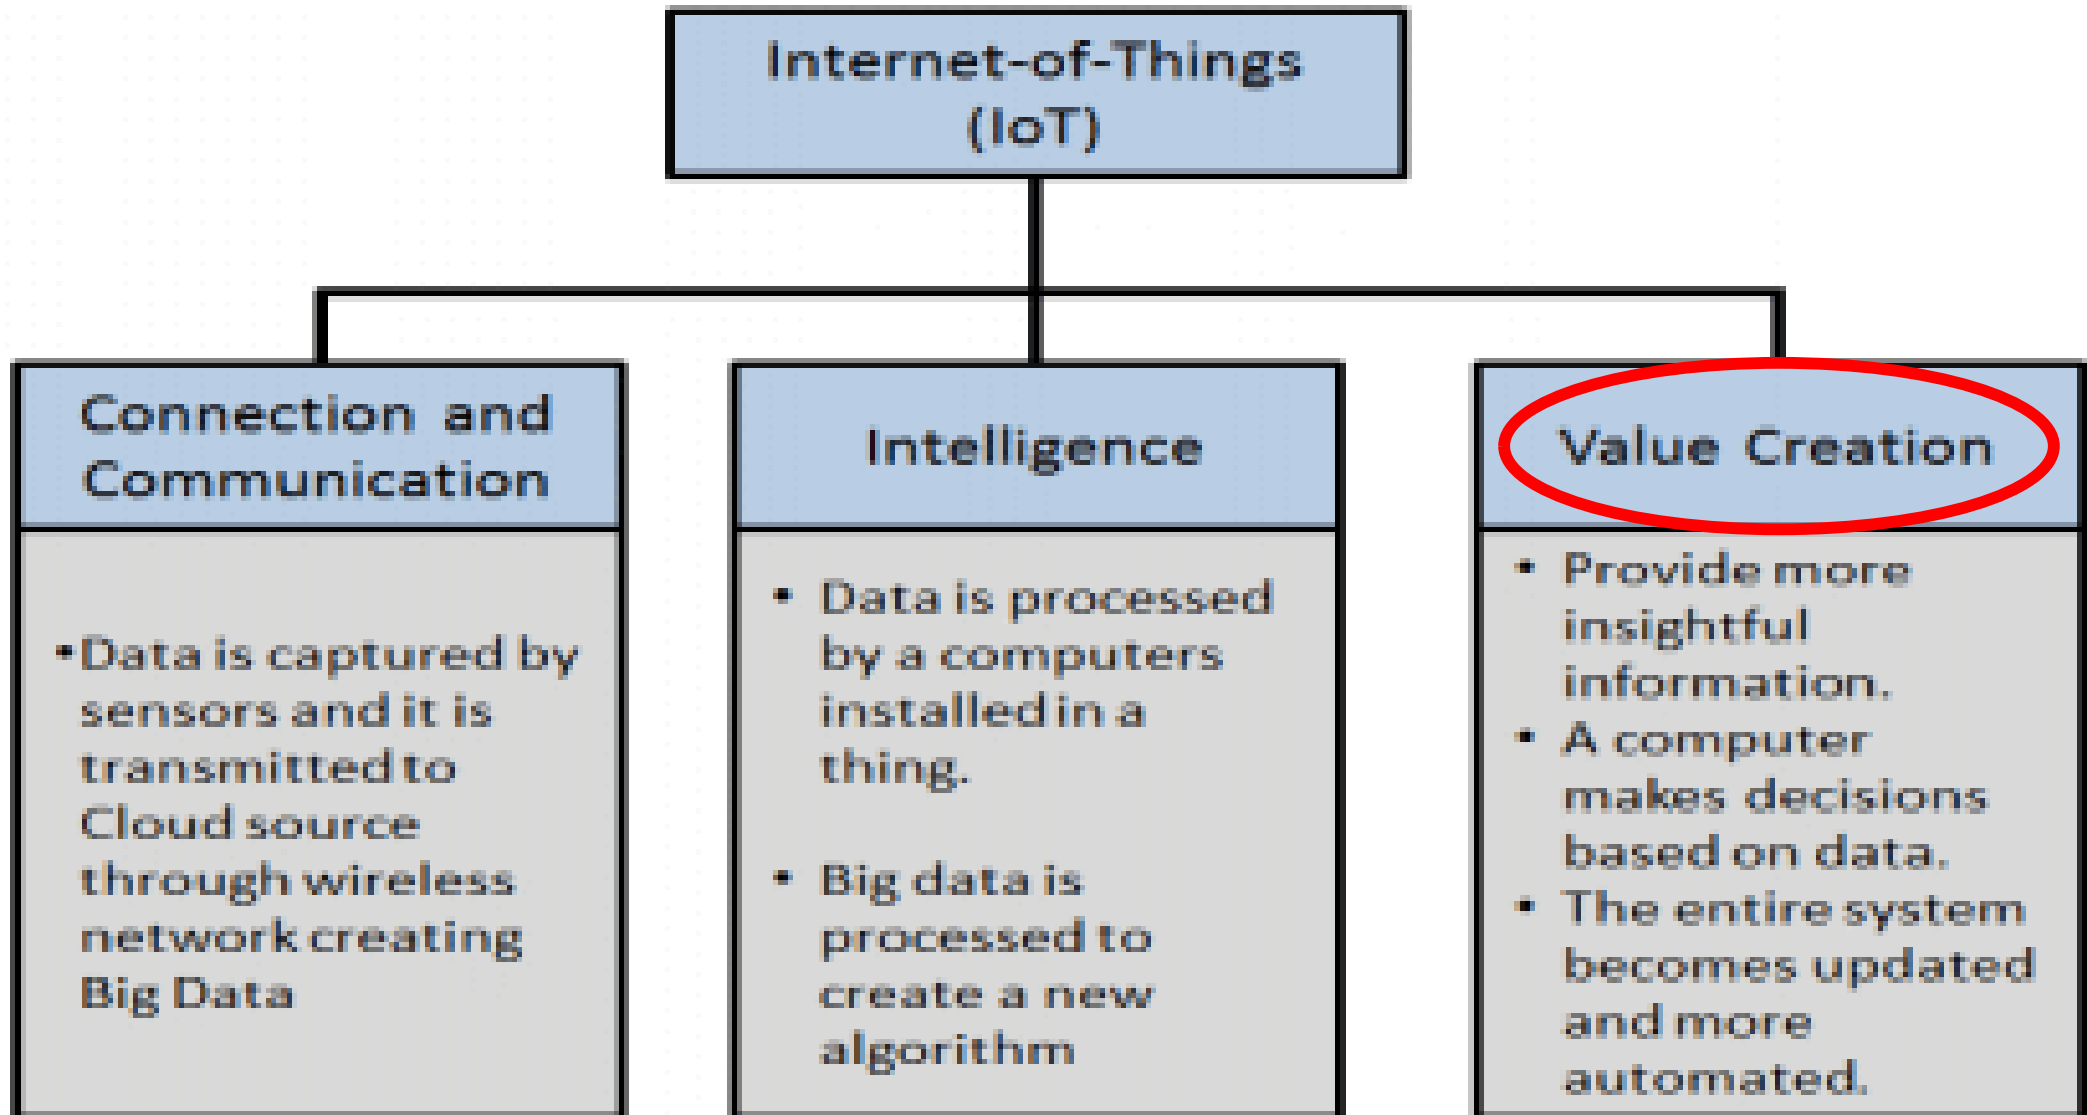 Internet-of-Things
(IoT)
Connection and
Communication
•Data is captured by
sensors and it is
transmitted to
Cloud source
through wireless
network creating
Big Data
Intelligence
• Data is processed
by a computers
installed in a
thing.
• Big data is
processed to
create a new
algorithm
Value Creation
• Provide more
insightful
information.
• A computer
makes decisions
based on data.
• The entire system
becomes updated
and more
automated.